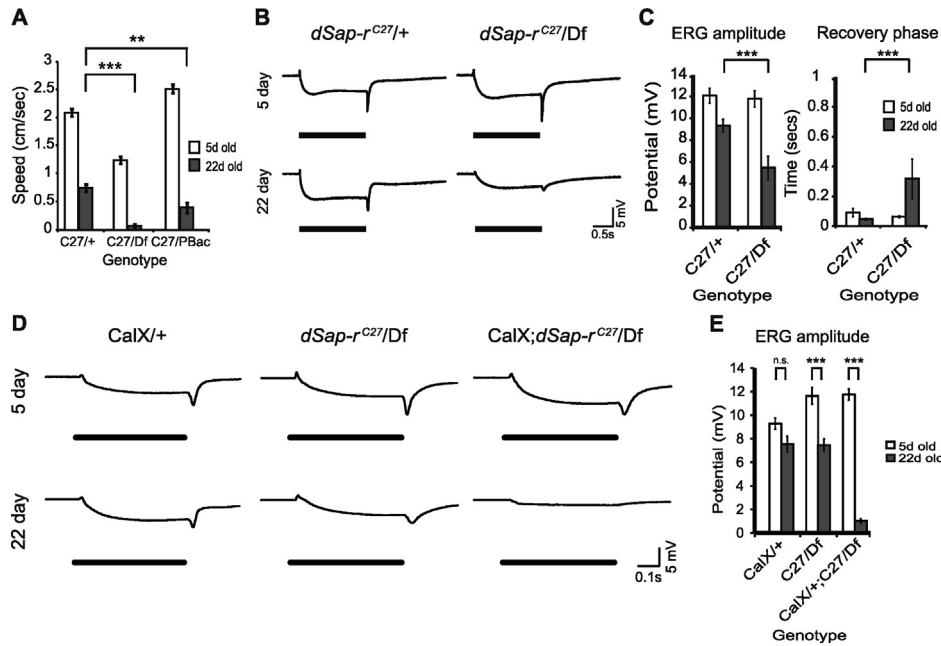 A
**
***
Speed (cm/sec)
3
2.5
2
1.5
1
0.5
0
5d old
22d old
C27/+
C27/Df
C27/PBac
Genotype
B
dSap-r^C27/+
dSap-r^C27/Df
5 day
22 day
5 mV
0.5s
C
ERG amplitude
***
Potential (mV)
14
12
10
8
6
4
2
0
C27/+
C27/Df
Genotype
Recovery phase
***
Time (secs)
1
0.8
0.6
0.4
0.2
0
5d old
22d old
C27/+
C27/Df
Genotype
D
CalX/+
dSap-r^C27/Df
CalX;dSap-r^C27/Df
5 day
22 day
5 mV
0.1s
E
ERG amplitude
n.s.
***
***
Potential (mV)
14
12
10
8
6
4
2
0
5d old
22d old
CalX/+
C27/Df
CalX/+;C27/Df
Genotype